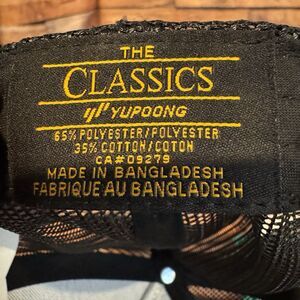 THE
CLASSICS
YUPOONG
65% POLYESTER/POLYESTER
35% COTTON/COTON
CA#09279
MADE IN BANGLADESH
FABRIQUE AU BANGLADESH